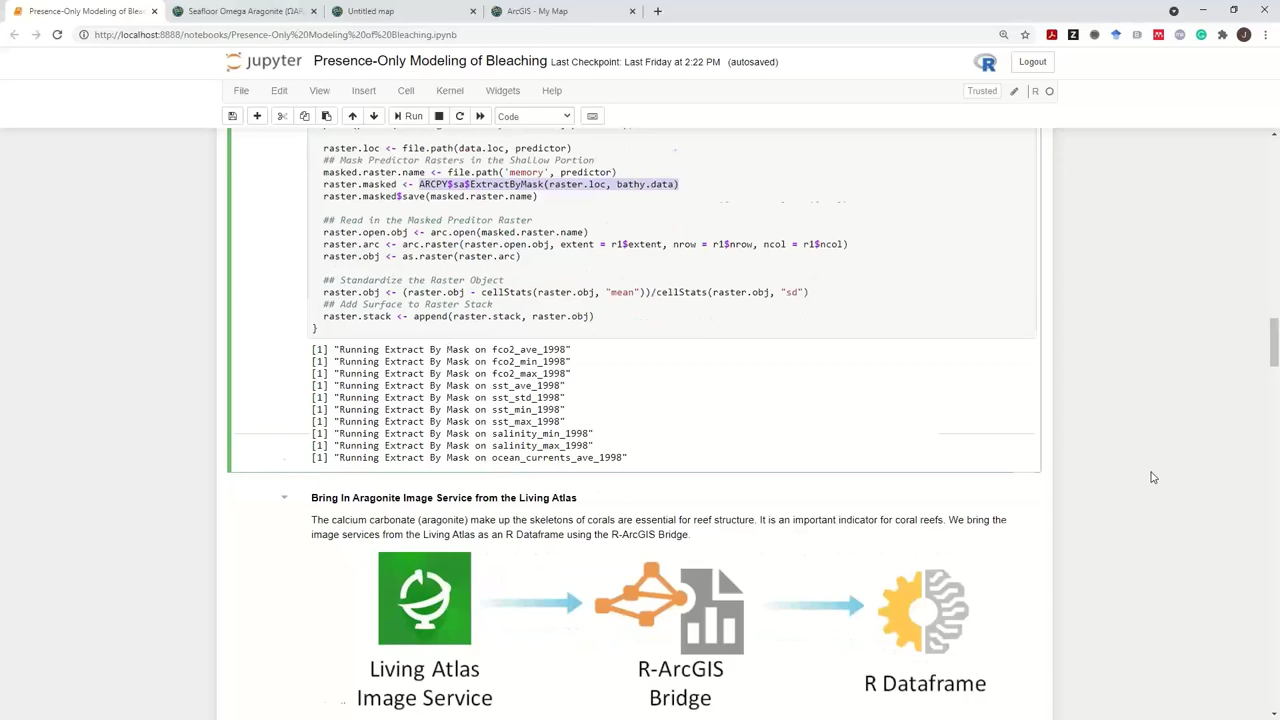 Presence-Only Modeling of Bleac
Seafloor Omega Aragonite (ΩAR
Untitled map
ArcGIS - My Map
http://localhost:8888/notebooks/Presence-Only%20Modeling%20of%20Bleaching.ipynb
jupyter Presence-Only Modeling of Bleaching Last Checkpoint: Last Friday at 2:22 PM (autosaved) R Logout
File Edit View Insert Cell Kernel Widgets Help Trusted R
Run Code
raster.loc <- file.path(data.loc, predictor)
## Mask Predictor Rasters in the Shallow Portion
masked.raster.name <- file.path('memory', predictor)
raster.masked <- ARCPY$sa$ExtractByMask(raster.loc, bathy.data)
raster.masked$save(masked.raster.name)
## Read in the Masked Preditor Raster
raster.open.obj <- arc.open(masked.raster.name)
raster.arc <- arc.raster(raster.open.obj, extent = r1$extent, nrow = r1$nrow, ncol = r1$ncol)
raster.obj <- as.raster(raster.arc)
## Standardize the Raster Object
raster.obj <- (raster.obj - cellStats(raster.obj, "mean"))/cellStats(raster.obj, "sd")
## Add Surface to Raster Stack
raster.stack <- append(raster.stack, raster.obj)
}
[1] "Running Extract By Mask on fco2_ave_1998"
[1] "Running Extract By Mask on fco2_min_1998"
[1] "Running Extract By Mask on fco2_max_1998"
[1] "Running Extract By Mask on sst_ave_1998"
[1] "Running Extract By Mask on sst_std_1998"
[1] "Running Extract By Mask on sst_min_1998"
[1] "Running Extract By Mask on sst_max_1998"
[1] "Running Extract By Mask on salinity_min_1998"
[1] "Running Extract By Mask on salinity_max_1998"
[1] "Running Extract By Mask on ocean_currents_ave_1998"
Bring In Aragonite Image Service from the Living Atlas
The calcium carbonate (aragonite) make up the skeletons of corals are essential for reef structure. It is an important indicator for coral reefs. We bring the
image services from the Living Atlas as an R Dataframe using the R-ArcGIS Bridge.
Living Atlas
Image Service
R-ArcGIS
Bridge
R Dataframe